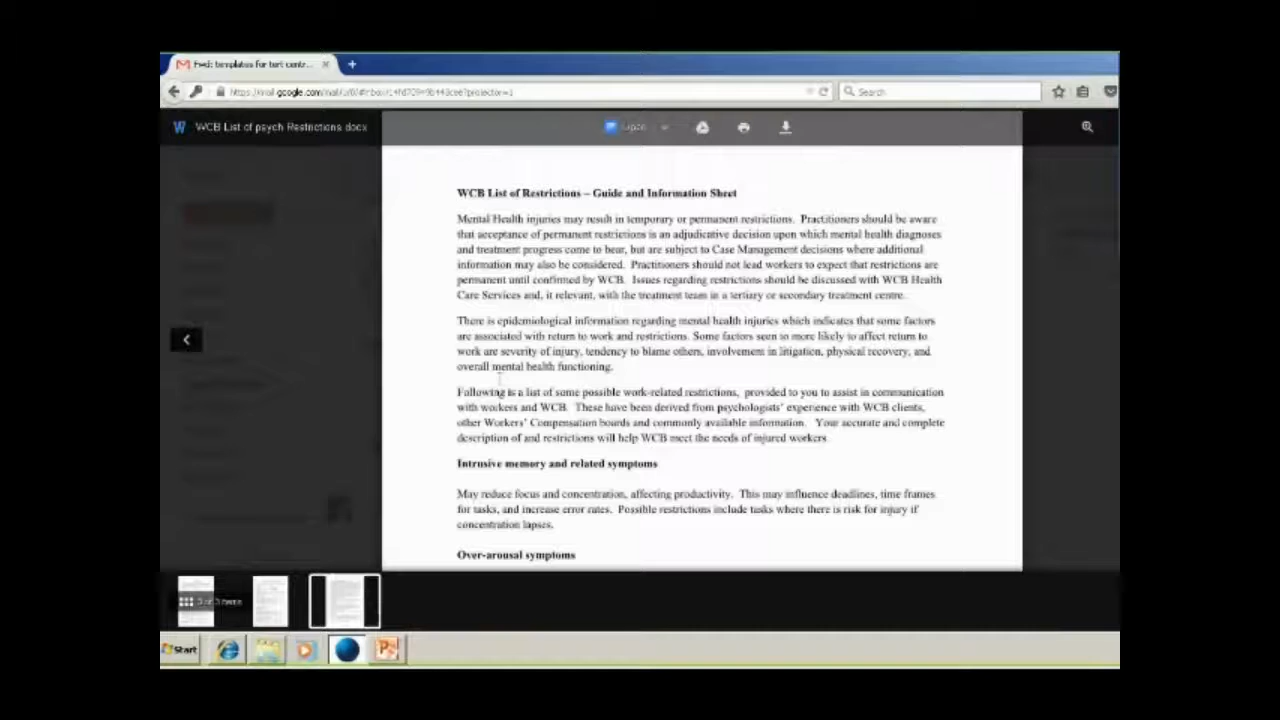 Fwd: templates for tert centr...
Search
WCB List of psych Restrictions.docx
WCB List of Restrictions – Guide and Information Sheet
Mental Health injuries may result in temporary or permanent restrictions. Practitioners should be aware
that acceptance of permanent restrictions is an adjudicative decision upon which mental health diagnoses
and treatment progress come to bear, but are subject to Case Management decisions where additional
information may also be considered. Practitioners should not lead workers to expect that restrictions are
permanent until confirmed by WCB. Issues regarding restrictions should be discussed with WCB Health
Care Services and, if relevant, with the treatment team in a tertiary or secondary treatment centre.
There is epidemiological information regarding mental health injuries which indicates that some factors
are associated with return to work and restrictions. Some factors seen to more likely to affect return to
work are severity of injury, tendency to blame others, involvement in litigation, physical recovery, and
overall mental health functioning.
Following is a list of some possible work-related restrictions, provided to you to assist in communication
with workers and WCB. These have been derived from psychologists' experience with WCB clients,
other Workers' Compensation boards and commonly available information. Your accurate and complete
description of and restrictions will help WCB meet the needs of injured workers.
Intrusive memory and related symptoms
May reduce focus and concentration, affecting productivity. This may influence deadlines, time frames
for tasks, and increase error rates. Possible restrictions include tasks where there is risk for injury if
concentration lapses.
Over-arousal symptoms
3 of 3 items
Start